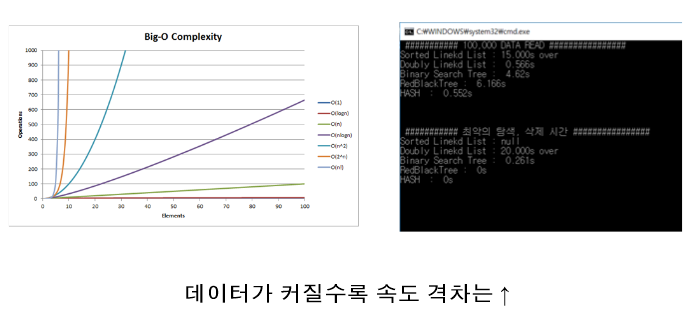 Big-O Complexity
1000
900
800
700
600
500
400
300
200
100
0
Operations
0 10 20 30 40 50 60 70 80 90 100
Elements
O(1)
O(logn)
O(n)
O(nlogn)
O(n^2)
O(2^n)
O(n!)
C:₩WINDOWS₩system32₩cmd.exe
########### 100,000 DATA READ ################
Sorted Linekd List : 15.000s over
Doubly Linekd List : 0.566s
Binary Search Tree : 4.62s
RedBlackTree : 6.166s
HASH : 0.552s
########### 최악의 탐색, 삭제 시간 ################
Sorted Linekd List : null
Doubly Linekd List : 20.000s over
Binary Search Tree : 0.261s
RedBlackTree : 0s
HASH : 0s
데이터가 커질수록 속도 격차는 ↑